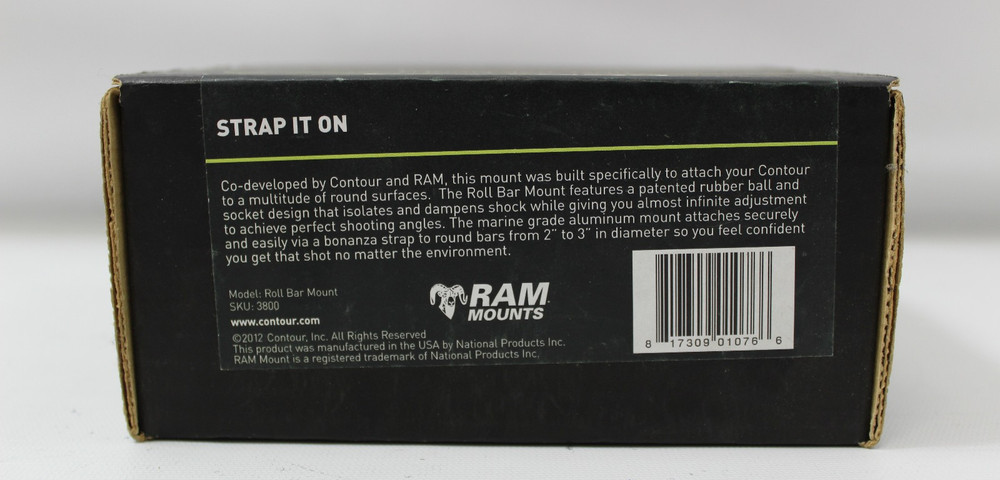 STRAP IT ON
Co-developed by Contour and RAM, this mount was built specifically to attach your Contour
to a multitude of round surfaces. The Roll Bar Mount features a patented rubber ball and
socket design that isolates and dampens shock while giving you almost infinite adjustment
to achieve perfect shooting angles. The marine grade aluminum mount attaches securely
and easily via a bonanza strap to round bars from 2" to 3" in diameter so you feel confident
you get that shot no matter the environment.
Model: Roll Bar Mount
SKU: 3800
www.contour.com
©2012 Contour, Inc. All Rights Reserved
This product was manufactured in the USA by National Products Inc.
RAM Mount is a registered trademark of National Products Inc.
RAM
MOUNTS
8 17309 01076 6